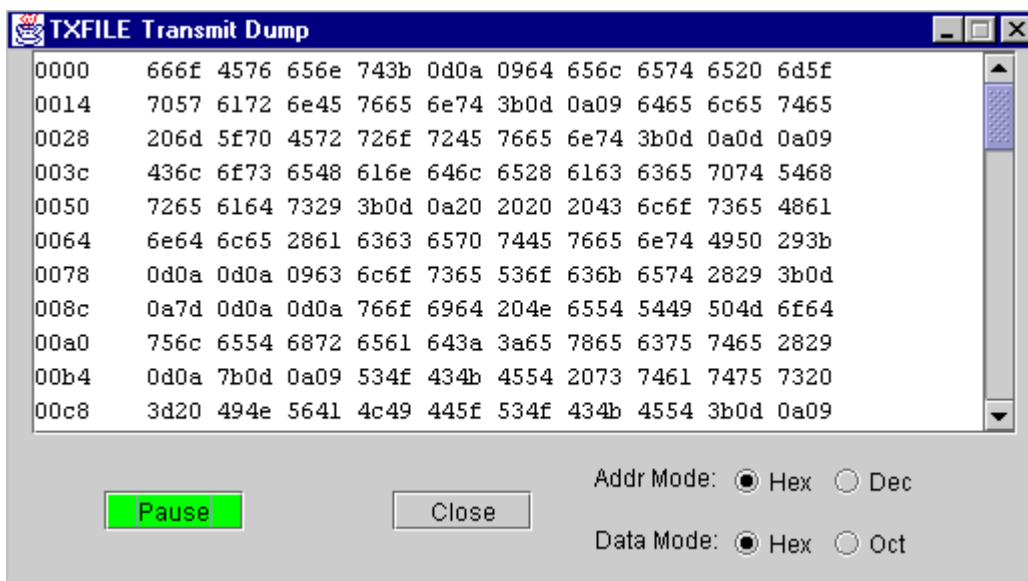 TXFILE Transmit Dump
0000 666f 4576 656e 743b 0d0a 0964 656c 6574 6520 6d5f
0014 7057 6172 6e45 7665 6e74 3b0d 0a09 6465 6c65 7465
0028 206d 5f70 4572 726f 7245 7665 6e74 3b0d 0a0d 0a09
003c 436c 6f73 6548 616e 646c 6528 6163 6365 7074 5468
0050 7265 6164 7329 3b0d 0a20 2020 2043 6c6f 7365 4861
0064 6e64 6c65 2861 6363 6570 7445 7665 6e74 4950 293b
0078 0d0a 0d0a 0963 6c6f 7365 536f 636b 6574 2829 3b0d
008c 0a7d 0d0a 0d0a 766f 6964 204e 6554 5449 504d 6f64
00a0 756c 6554 6872 6561 643a 3a65 7865 6375 7465 2829
00b4 0d0a 7b0d 0a09 534f 434b 4554 2073 7461 7475 7320
00c8 3d20 494e 5641 4c49 445f 534f 434b 4554 3b0d 0a09
Addr Mode: Hex Dec
Pause Close
Data Mode: Hex Oct